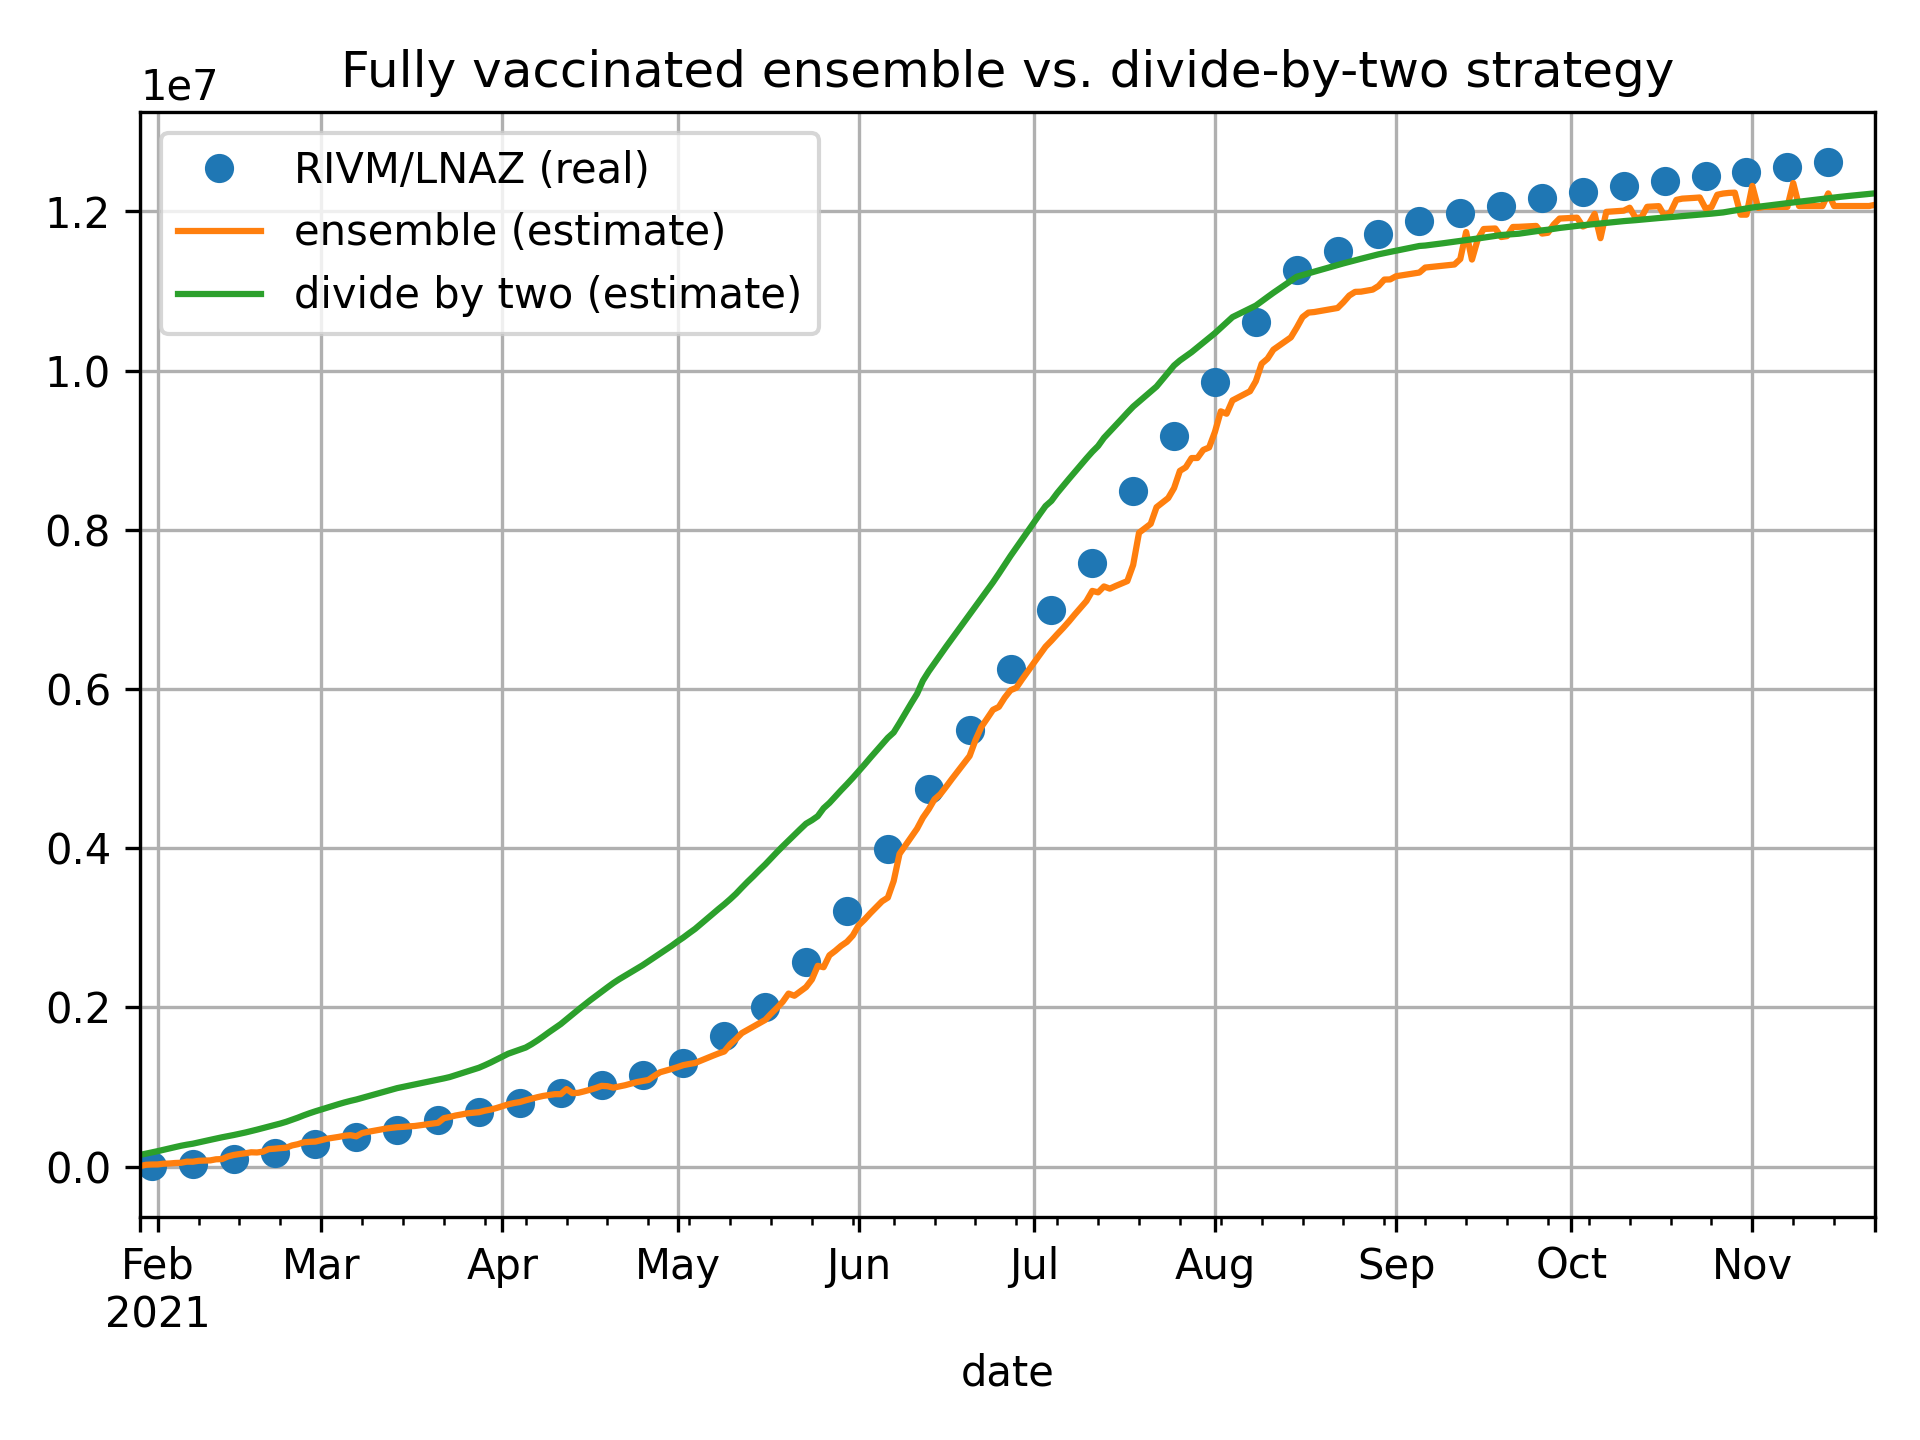 Fully vaccinated ensemble vs. divide-by-two strategy
1e7
RIVM/LNAZ (real)
ensemble (estimate)
divide by two (estimate)
1.2
1.0
0.8
0.6
0.4
0.2
0.0
Feb Mar Apr May Jun Jul Aug Sep Oct Nov
2021
date